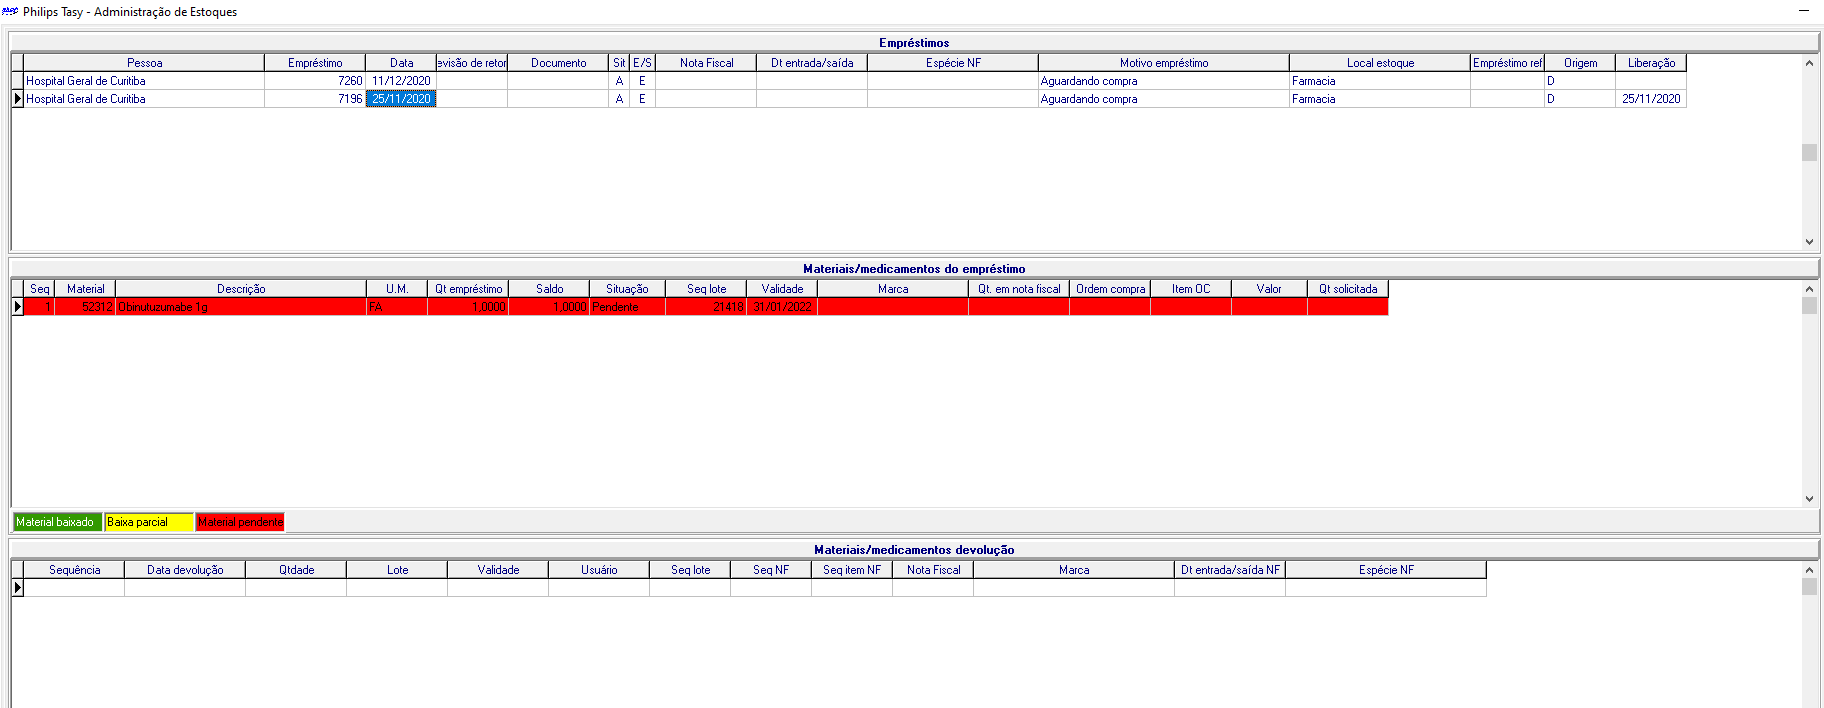 Philips Tasy - Administração de Estoques
Empréstimos
Pessoa Empréstimo Data evisão de retor Documento Sit E/S Nota Fiscal Dt entrada/saída Espécie NF Motivo empréstimo Local estoque Empréstimo ref Origem Liberação
Hospital Geral de Curitiba 7260 11/12/2020 A E Aguardando compra Farmacia D
Hospital Geral de Curitiba 7196 25/11/2020 A E Aguardando compra Farmacia D 25/11/2020
Materiais/medicamentos do empréstimo
Seq Material Descrição U.M. Qt empréstimo Saldo Situação Seq lote Validade Marca Qt. em nota fiscal Ordem compra Item OC Valor Qt solicitada
1 52312 Obinutuzumabe 1g FA 1,0000 1,0000 Pendente 21418 31/01/2022
Material baixado Baixa parcial Material pendente
Materiais/medicamentos devolução
Sequência Data devolução Qtdade Lote Validade Usuário Seq lote Seq NF Seq item NF Nota Fiscal Marca Dt entrada/saída NF Espécie NF